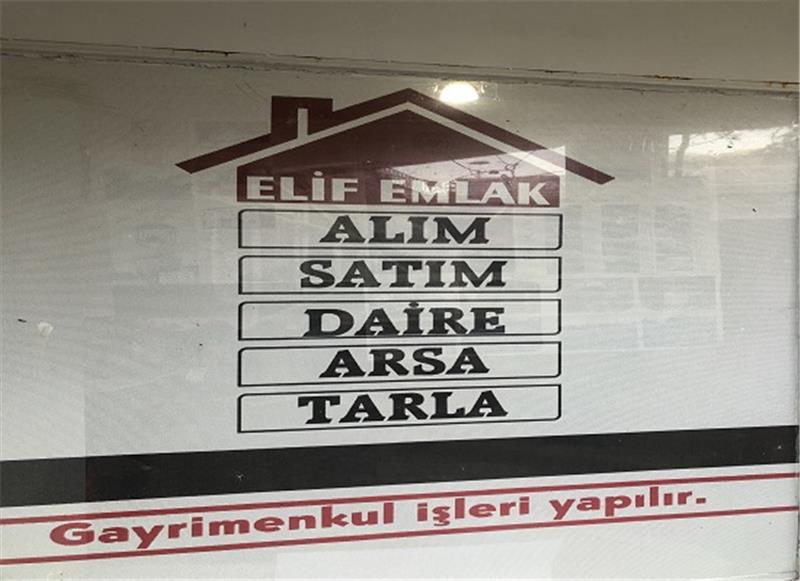 ELİF EMLAK
ALIM
SATIM
DAİRE
ARSA
TARLA
Gayrimenkul işleri yapılır.